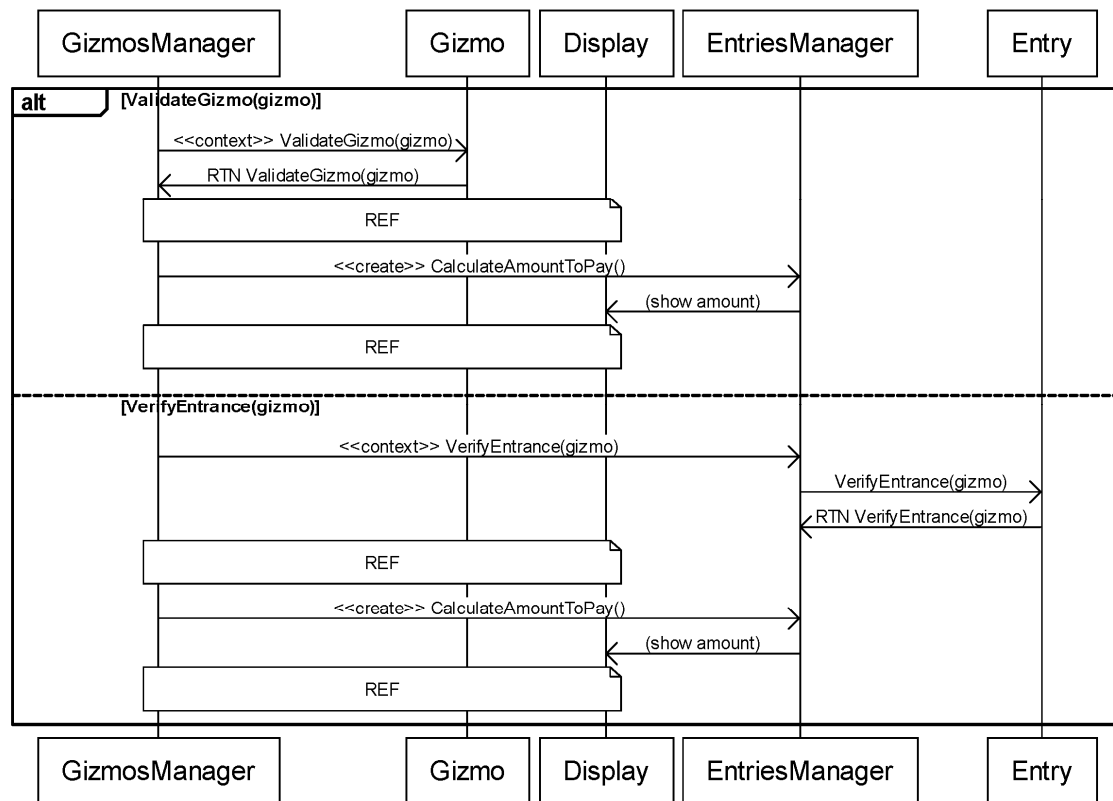 GizmosManager
Gizmo
Display
EntriesManager
Entry
alt
[ValidateGizmo(gizmo)]
<<context>> ValidateGizmo(gizmo)
RTN ValidateGizmo(gizmo)
REF
<<create>> CalculateAmountToPay()
(show amount)
REF
[VerifyEntrance(gizmo)]
<<context>> VerifyEntrance(gizmo)
VerifyEntrance(gizmo)
RTN VerifyEntrance(gizmo)
REF
<<create>> CalculateAmountToPay()
(show amount)
REF
GizmosManager
Gizmo
Display
EntriesManager
Entry